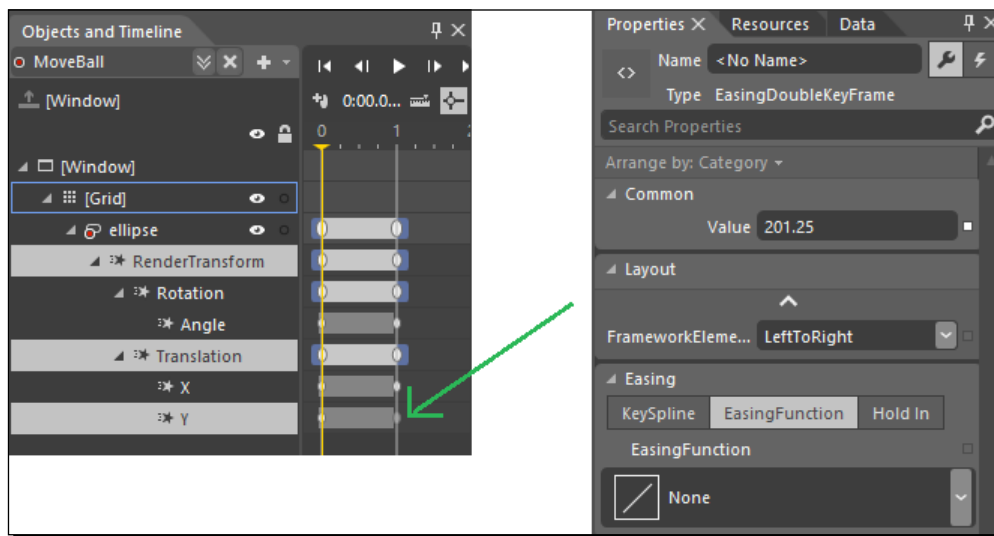 Objects and Timeline
MoveBall
[Window]
0:00.0...
0 1 2
[Window]
[Grid]
ellipse
RenderTransform
Rotation
Angle
Translation
X
Y
Properties Resources Data
Name <No Name>
Type EasingDoubleKeyFrame
Search Properties
Arrange by: Category
Common
Value 201.25
Layout
FrameworkEleme... LeftToRight
Easing
KeySpline EasingFunction Hold In
EasingFunction
None